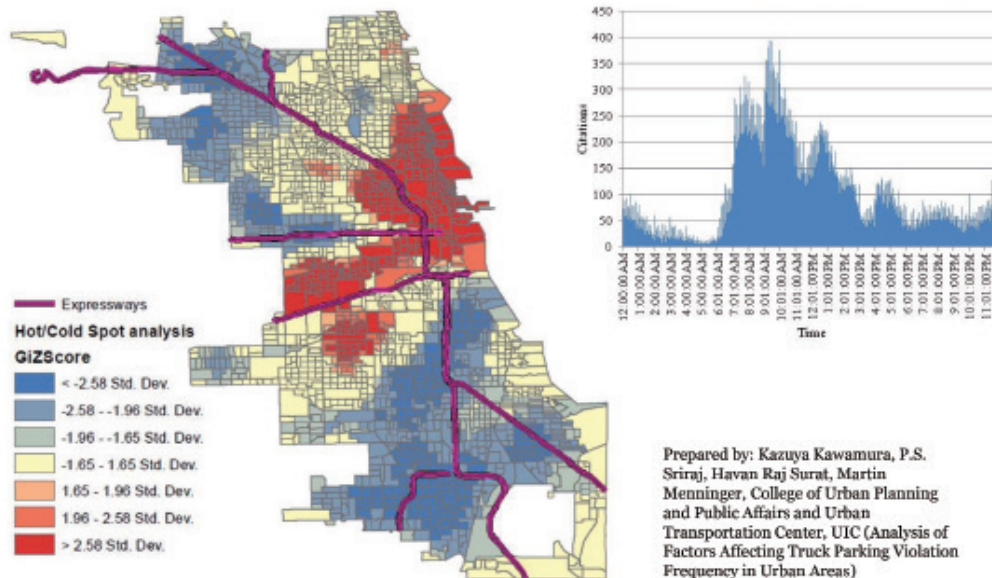 450
400
350
300
250
200
150
100
50
0
Citations
12:00:00 AM
1:01:00 AM
2:01:00 AM
3:01:00 AM
4:01:00 AM
5:01:00 AM
6:01:00 AM
7:01:00 AM
8:01:00 AM
9:01:00 AM
10:01:00 AM
11:01:00 AM
12:01:00 PM
1:01:00 PM
2:01:00 PM
3:01:00 PM
4:01:00 PM
5:01:00 PM
6:01:00 PM
7:01:00 PM
8:01:00 PM
9:01:00 PM
10:01:00 PM
11:01:00 PM
Time
Expressways
Hot/Cold Spot analysis
GiZScore
< -2.58 Std. Dev.
-2.58 - -1.96 Std. Dev.
-1.96 - -1.65 Std. Dev.
-1.65 - 1.65 Std. Dev.
1.65 - 1.96 Std. Dev.
1.96 - 2.58 Std. Dev.
> 2.58 Std. Dev.
Prepared by: Kazuya Kawamura, P.S.
Sriraj, Havan Raj Surat, Martin
Menninger, College of Urban Planning
and Public Affairs and Urban
Transportation Center, UIC (Analysis of
Factors Affecting Truck Parking Violation
Frequency in Urban Areas)